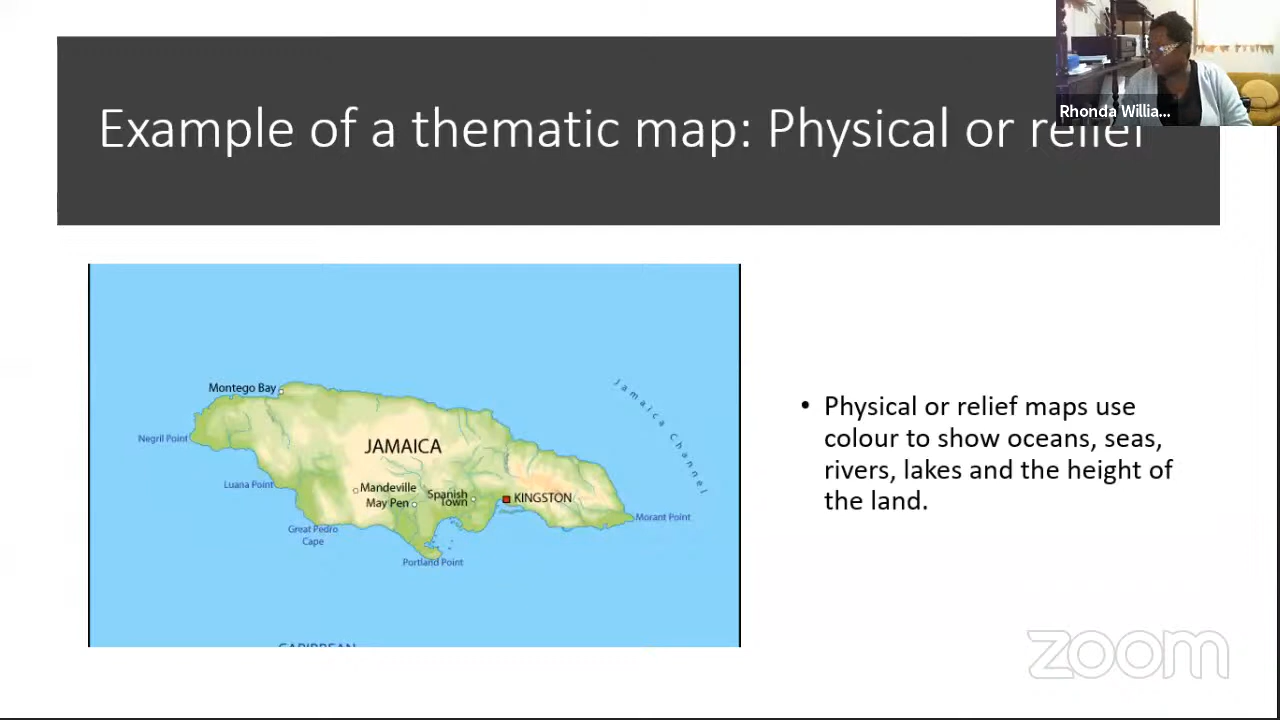 Example of a thematic map: Physical or relief
Rhonda Willia...
Montego Bay
Negril Point
JAMAICA
Jamaica Channel
Luana Point
Mandeville
May Pen
Spanish
Town
KINGSTON
Great Pedro
Cape
Morant Point
Portland Point
CARIBBEAN
• Physical or relief maps use
colour to show oceans, seas,
rivers, lakes and the height of
the land.
zoom